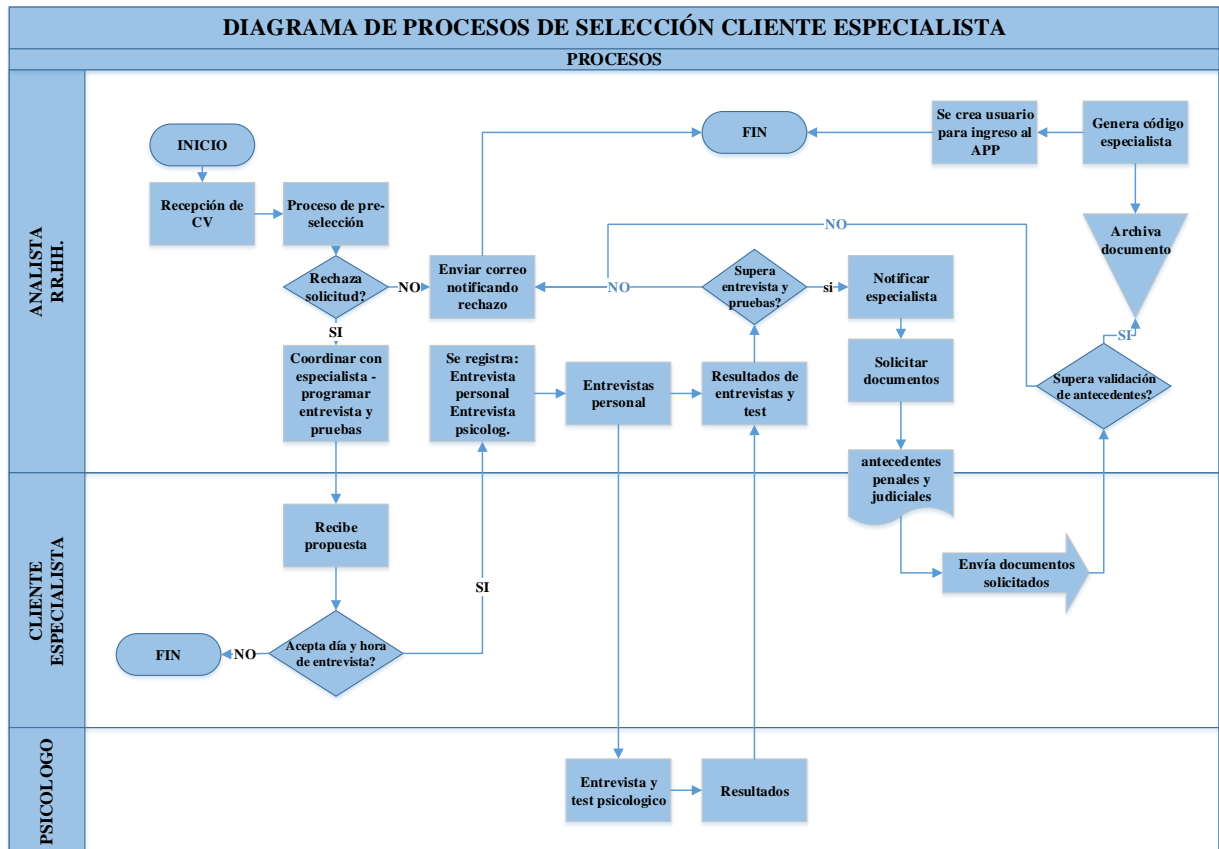 DIAGRAMA DE PROCESOS DE SELECCIÓN CLIENTE ESPECIALISTA
PROCESOS
ANALISTA
RR.HH.
INICIO
Recepción de
CV
Proceso de pre-
selección
Rechaza
solicitud?
NO
SI
Enviar correo
notificando
rechazo
FIN
Se crea usuario
para ingreso al
APP
Genera código
especialista
Archiva
documento
NO
NO
Supera
entrevista y
pruebas?
si
Notificar
especialista
Solicitar
documentos
SI
Supera validación
de antecedentes?
Coordinar con
especialista -
programar
entrevista y
pruebas
Se registra:
Entrevista
personal
Entrevista
psicolog.
Entrevistas
personal
Resultados de
entrevistas y
test
antecedentes
penales y
judiciales
CLIENTE
ESPECIALISTA
Recibe
propuesta
Envía documentos
solicitados
SI
Acepta día y hora
de entrevista?
NO
FIN
PSICOLOGO
Entrevista y
test psicologico
Resultados